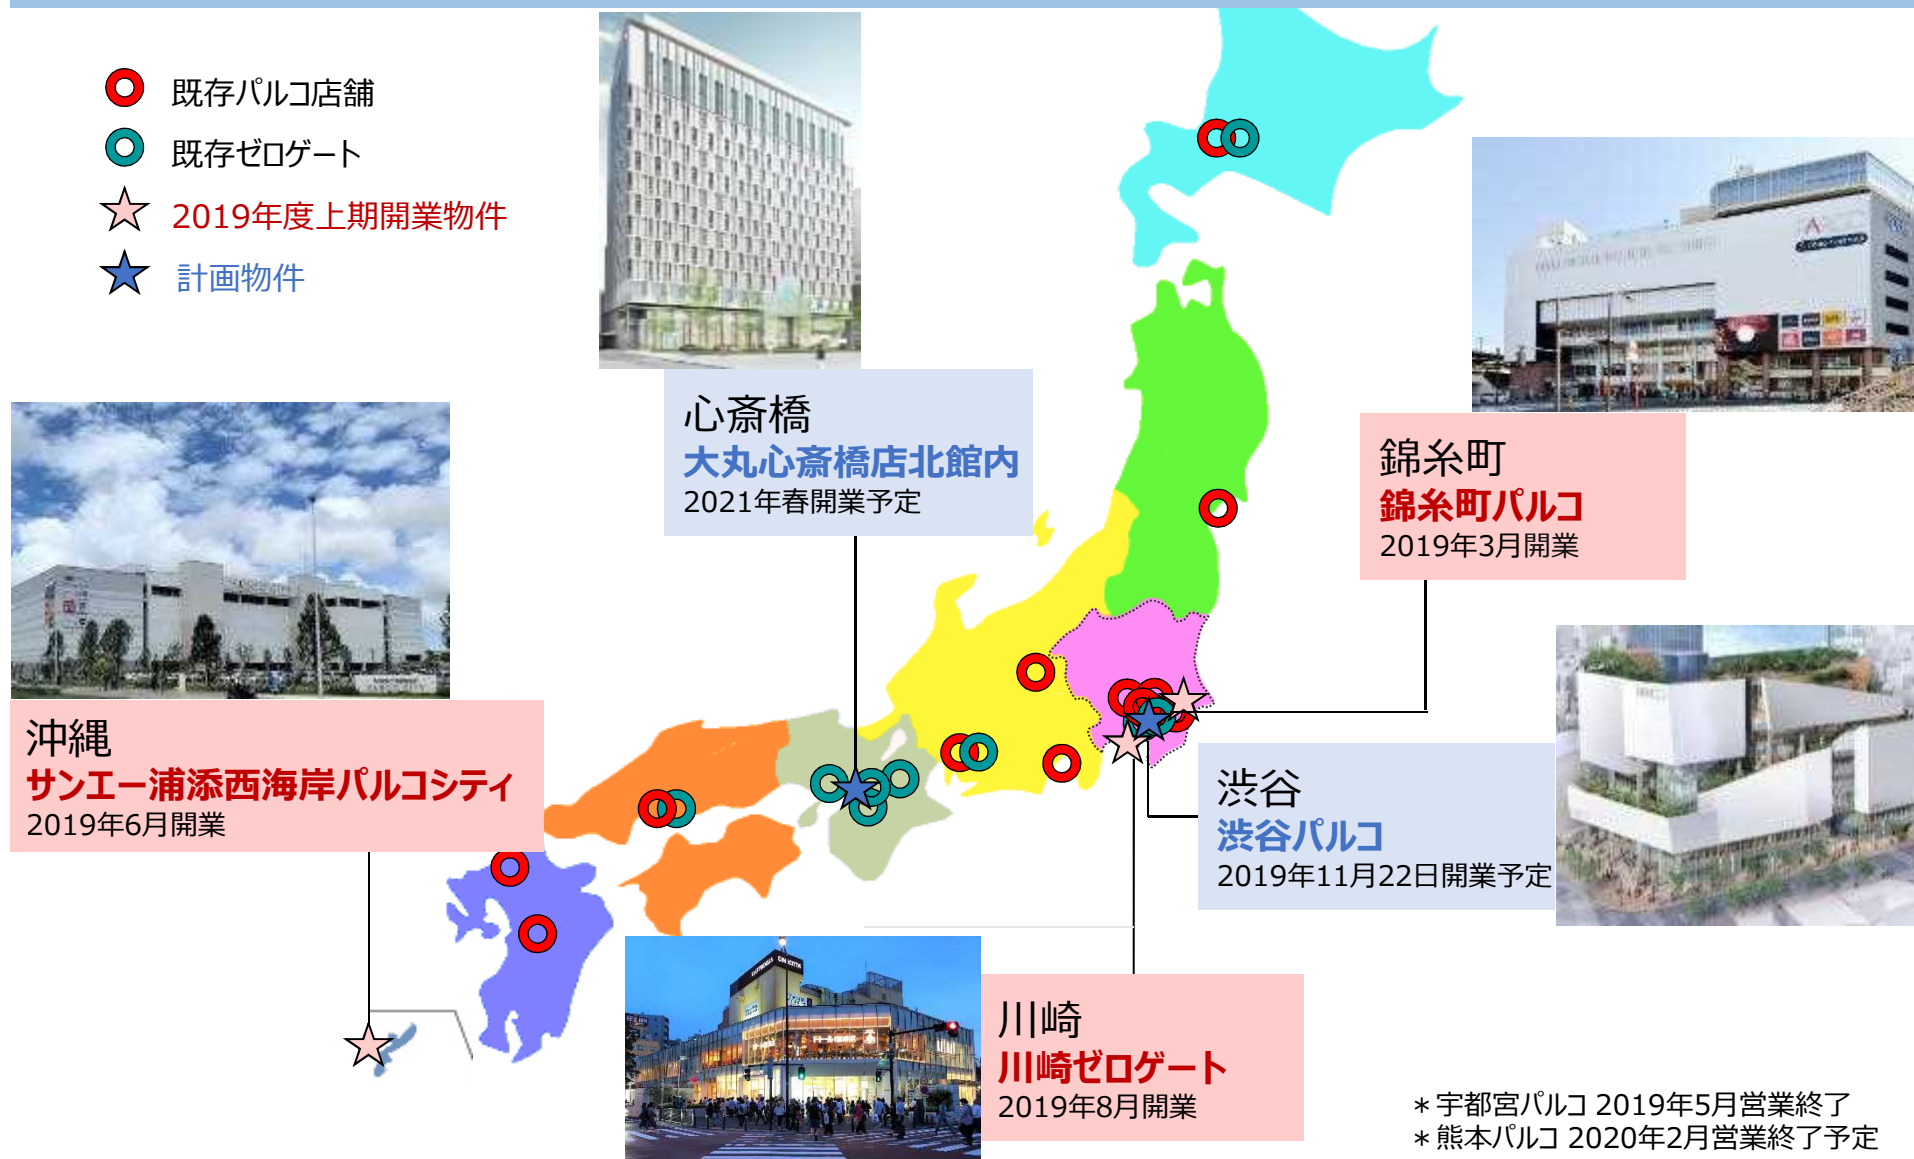 既存パルコ店舗
既存ゼロゲート
2019年度上期開業物件
計画物件
心斎橋
大丸心斎橋店北館内
2021年春開業予定
錦糸町
錦糸町パルコ
2019年3月開業
沖縄
サンエー浦添西海岸パルコシティ
2019年6月開業
渋谷
渋谷パルコ
2019年11月22日開業予定
川崎
川崎ゼロゲート
2019年8月開業
＊宇都宮パルコ 2019年5月営業終了
＊熊本パルコ 2020年2月営業終了予定